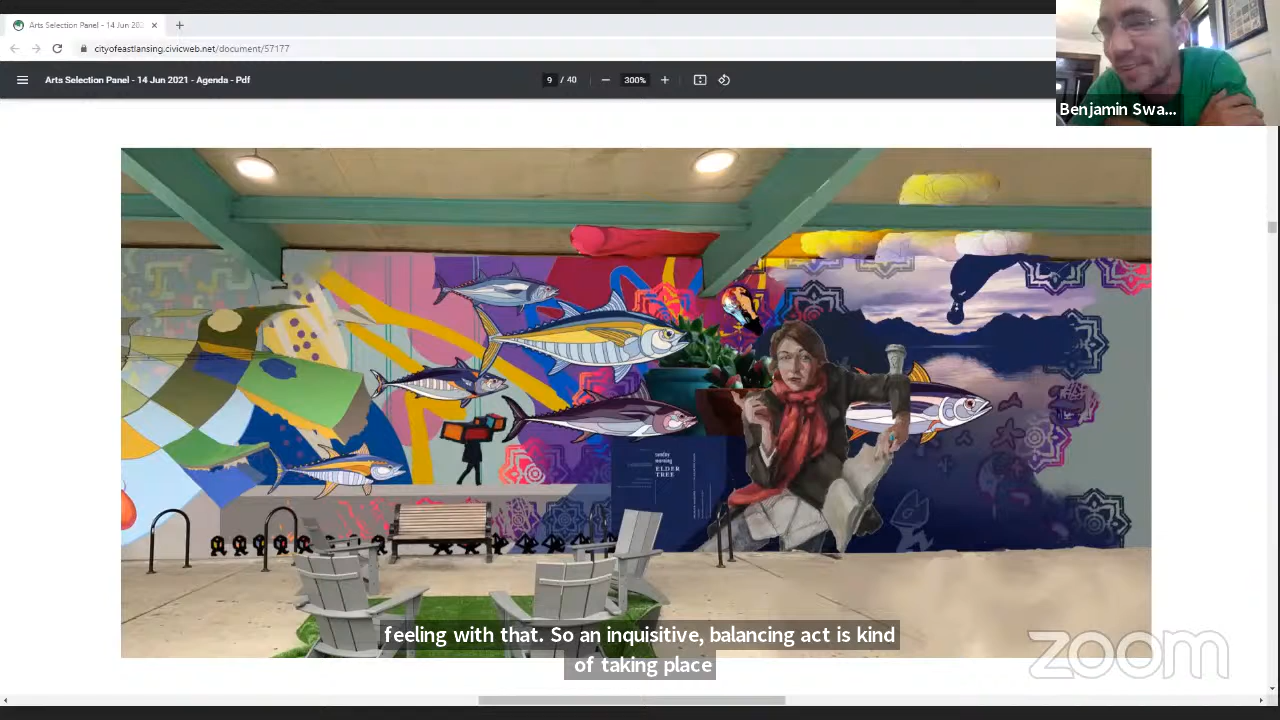 Arts Selection Panel - 14 Jun 202
cityofeastlansing.civicweb.net/document/57177
Arts Selection Panel - 14 Jun 2021 - Agenda - Pdf
9 / 40
300%
Benjamin Swa...
sunday
morning
ELDER
TREE
feeling with that. So an inquisitive, balancing act is kind
of taking place
zoom